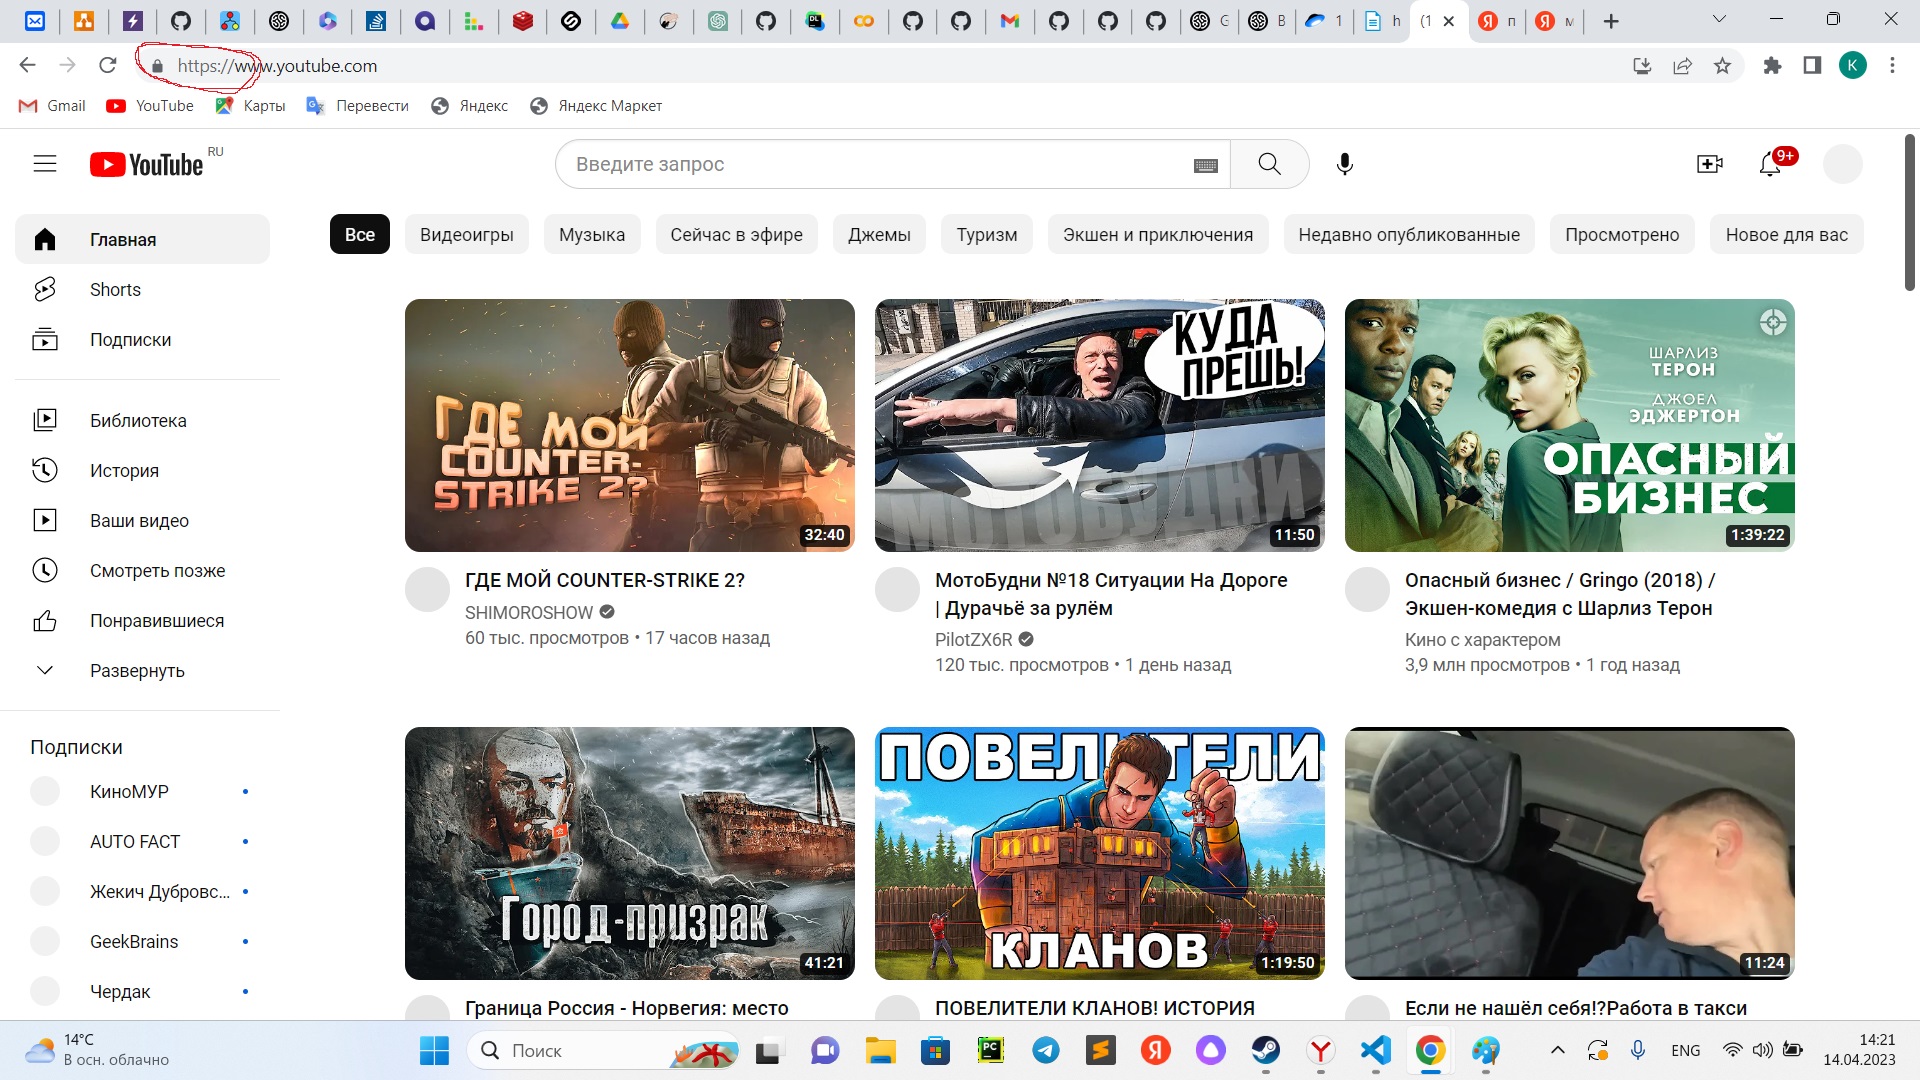 G
B
1
h
(1
п
м
https://www.youtube.com
K
Gmail
YouTube
Карты
Перевести
Яндекс
Яндекс Маркет
YouTube RU
Введите запрос
9+
Главная
Shorts
Подписки
Библиотека
История
Ваши видео
Смотреть позже
Понравившиеся
Развернуть
Подписки
КиноМУР
AUTO FACT
Жекич Дубровс...
GeekBrains
Чердак
Все
Видеоигры
Музыка
Сейчас в эфире
Джемы
Туризм
Экшен и приключения
Недавно опубликованные
Просмотрено
Новое для вас
ГДЕ МОЙ
COUNTER-
STRIKE 2?
32:40
КУДА
ПРЕШЬ!
МОТОБУДНИ
11:50
ШАРЛИЗ
ТЕРОН
ДЖОЕЛ
ЭДЖЕРТОН
ОПАСНЫЙ
БИЗНЕС
1:39:22
ГДЕ МОЙ COUNTER-STRIKE 2?
SHIMOROSHOW
60 тыс. просмотров • 17 часов назад
МотоБудни №18 Ситуации На Дороге
| Дурачьё за рулём
PilotZX6R
120 тыс. просмотров • 1 день назад
Опасный бизнес / Gringo (2018) /
Экшен-комедия с Шарлиз Терон
Кино с характером
3,9 млн просмотров • 1 год назад
Город-призрак
41:21
ПОВЕЛИТЕЛИ
КЛАНОВ
1:19:50
11:24
Граница Россия - Норвегия: место
ПОВЕЛИТЕЛИ КЛАНОВ! ИСТОРИЯ
Если не нашёл себя!?Работа в такси
14°C
В осн. облачно
Поиск
ENG
14:21
14.04.2023